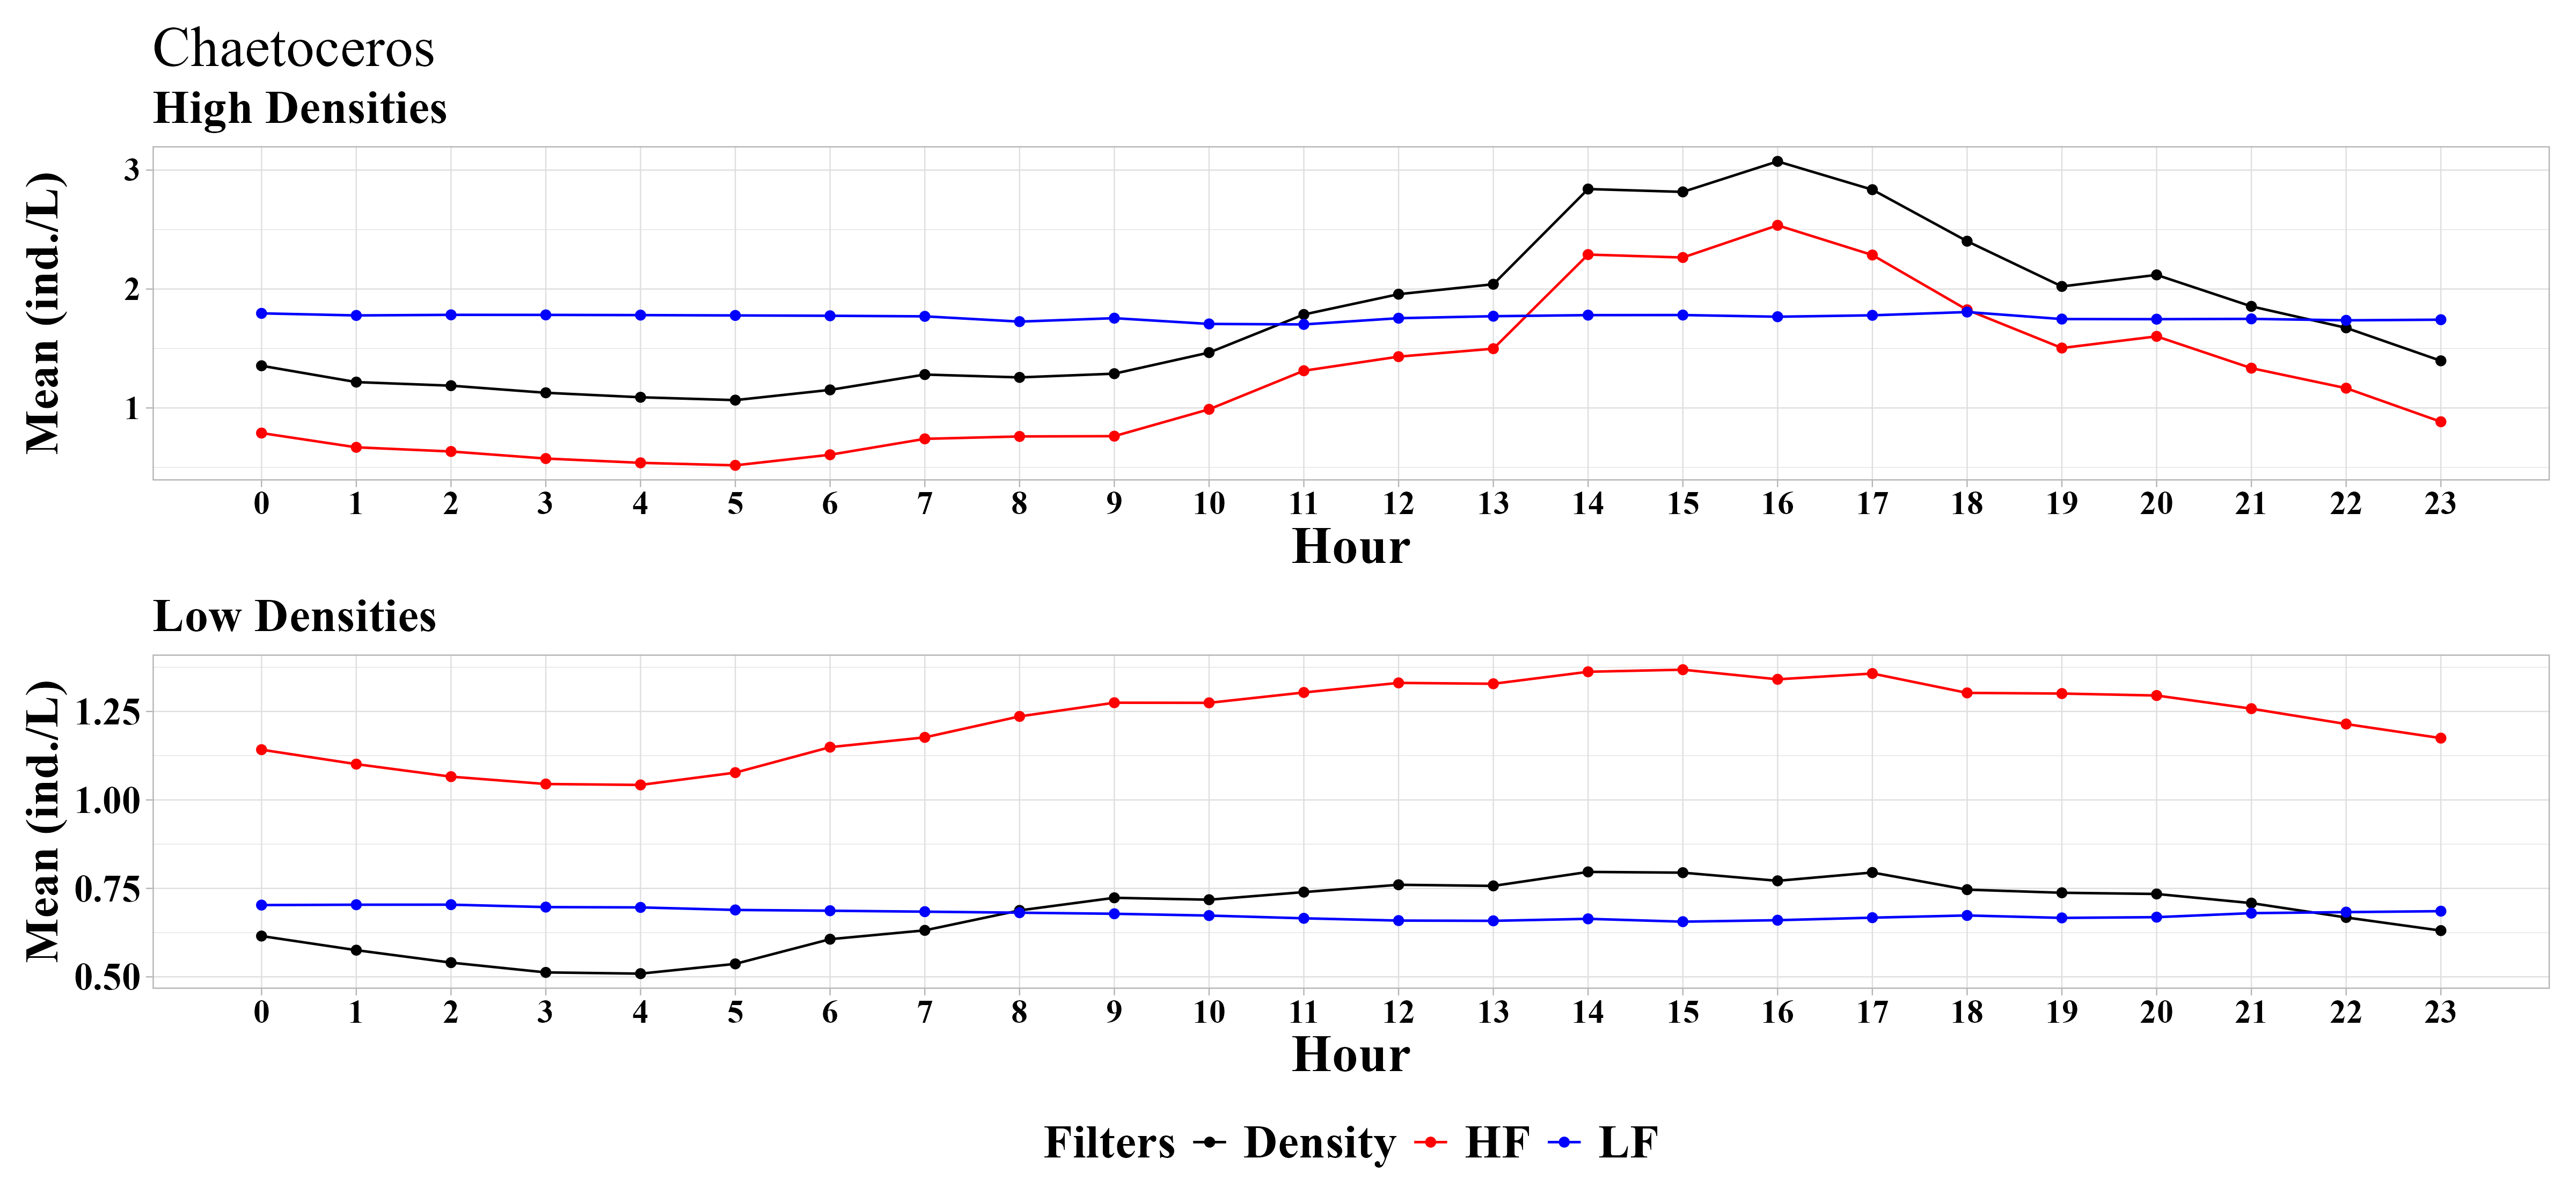 Chaetoceros
High Densities
Mean (ind./L)
3
2
1
0 1 2 3 4 5 6 7 8 9 10 11 12 13 14 15 16 17 18 19 20 21 22 23
Hour
Low Densities
Mean (ind./L)
1.25
1.00
0.75
0.50
0 1 2 3 4 5 6 7 8 9 10 11 12 13 14 15 16 17 18 19 20 21 22 23
Hour
Filters Density HF LF